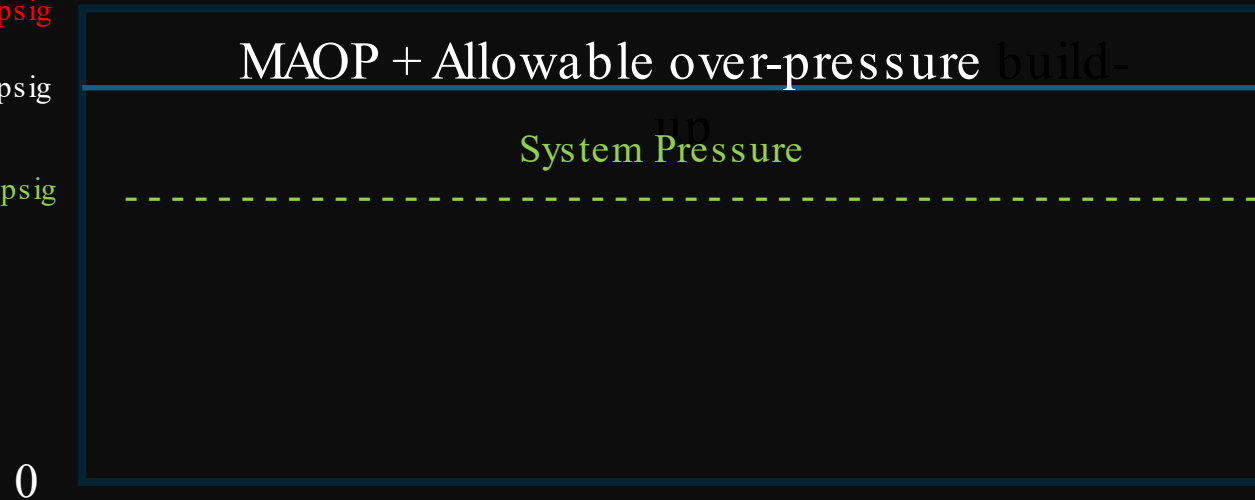 psig
MAOP + Allowable over-pressure build-
psig
up
System Pressure
psig
0